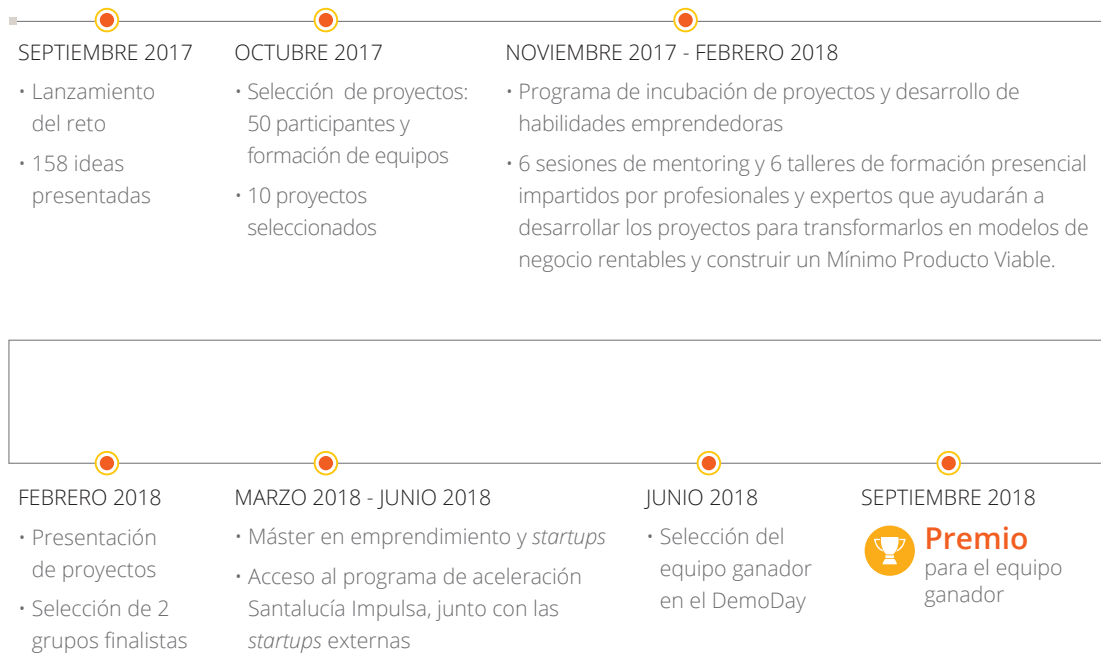 SEPTIEMBRE 2017
· Lanzamiento
del reto
· 158 ideas
presentadas
OCTUBRE 2017
· Selección de proyectos:
50 participantes y
formación de equipos
· 10 proyectos
seleccionados
NOVIEMBRE 2017 - FEBRERO 2018
· Programa de incubación de proyectos y desarrollo de
habilidades emprendedoras
· 6 sesiones de mentoring y 6 talleres de formación presencial
impartidos por profesionales y expertos que ayudarán a
desarrollar los proyectos para transformarlos en modelos de
negocio rentables y construir un Mínimo Producto Viable.
FEBRERO 2018
· Presentación
de proyectos
· Selección de 2
grupos finalistas
MARZO 2018 - JUNIO 2018
· Máster en emprendimiento y startups
· Acceso al programa de aceleración
Santalucía Impulsa, junto con las
startups externas
JUNIO 2018
· Selección del
equipo ganador
en el DemoDay
SEPTIEMBRE 2018
Premio
para el equipo
ganador